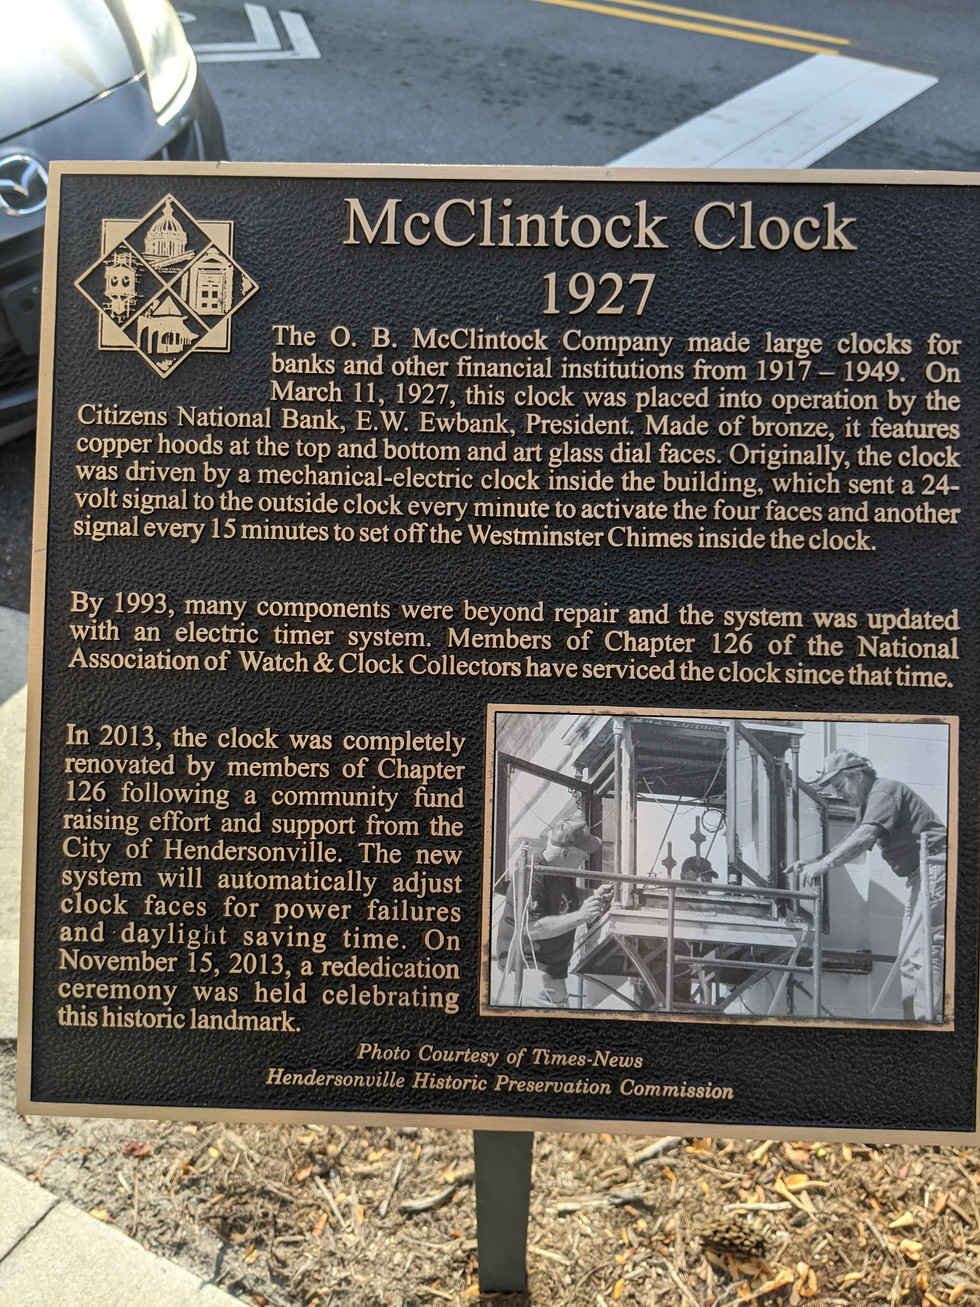 McClintock Clock
1927
The O. B. McClintock Company made large clocks for
banks and other financial institutions from 1917 – 1949. On
March 11, 1927, this clock was placed into operation by the
Citizens National Bank, E.W. Ewbank, President. Made of bronze, it features
copper hoods at the top and bottom and art glass dial faces. Originally, the clock
was driven by a mechanical-electric clock inside the building, which sent a 24-
volt signal to the outside clock every minute to activate the four faces and another
signal every 15 minutes to set off the Westminster Chimes inside the clock.
By 1993, many components were beyond repair and the system was updated
with an electric timer system. Members of Chapter 126 of the National
Association of Watch & Clock Collectors have serviced the clock since that time.
In 2013, the clock was completely
renovated by members of Chapter
126 following a community fund
raising effort and support from the
City of Hendersonville. The new
system will automatically adjust
clock faces for power failures
and daylight saving time. On
November 15, 2013, a rededication
ceremony was held celebrating
this historic landmark.
Photo Courtesy of Times-News
Hendersonville Historic Preservation Commission